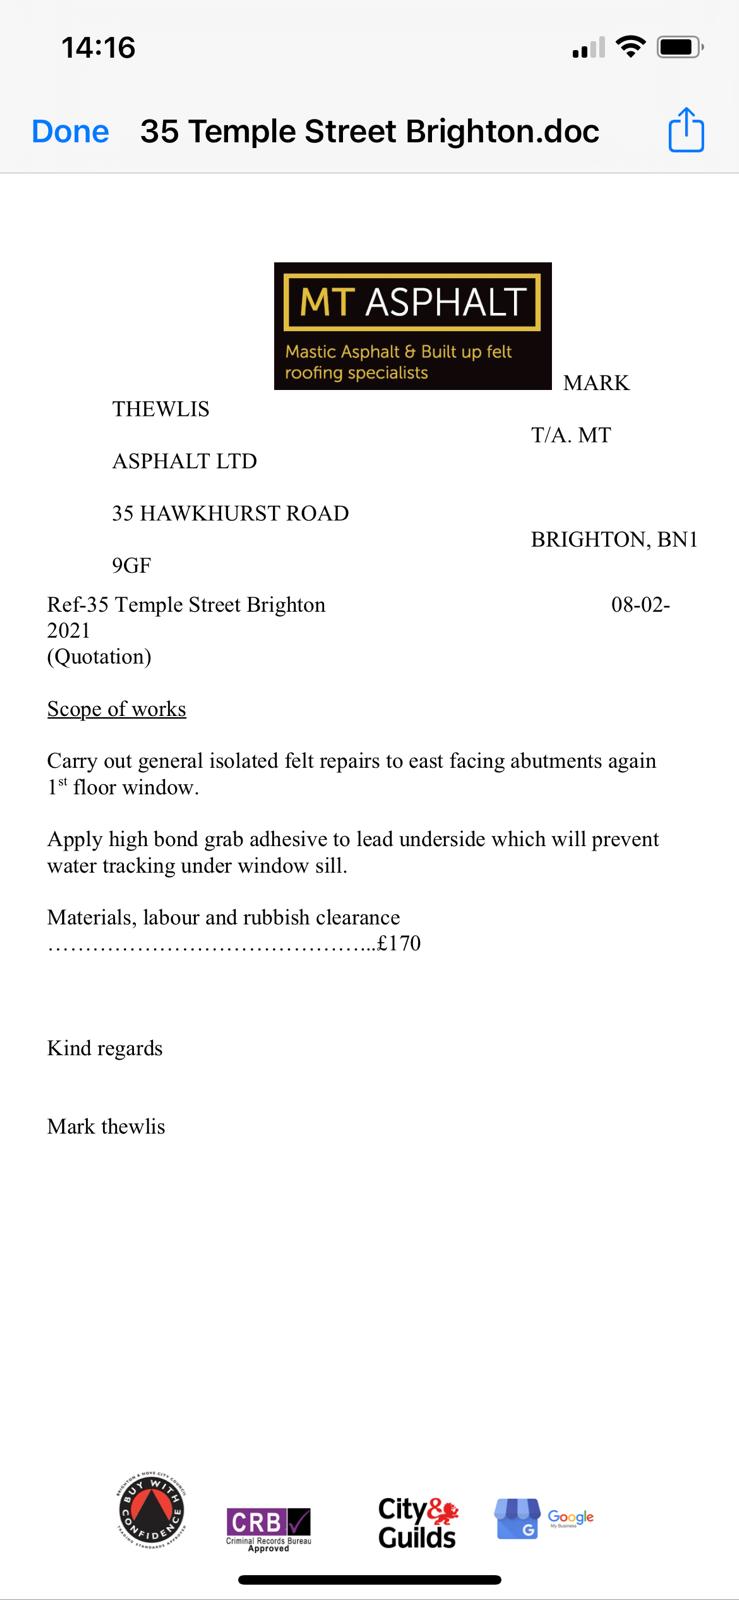 14:16
Done 35 Temple Street Brighton.doc
MT ASPHALT
Mastic Asphalt & Built up felt
roofing specialists
MARK
THEWLIS
T/A. MT
ASPHALT LTD
35 HAWKHURST ROAD
BRIGHTON, BN1
9GF
Ref-35 Temple Street Brighton 08-02-
2021
(Quotation)
Scope of works
Carry out general isolated felt repairs to east facing abutments again
1st floor window.
Apply high bond grab adhesive to lead underside which will prevent
water tracking under window sill.
Materials, labour and rubbish clearance
……………………………………...£170
Kind regards
Mark thewlis
BRIGHTON & HOVE CITY COUNCIL
BUY WITH
CONFIDENCE
TRADING STANDARDS APPROVED
CRB
Criminal Records Bureau
Approved
City&
Guilds
G
Google
My Business